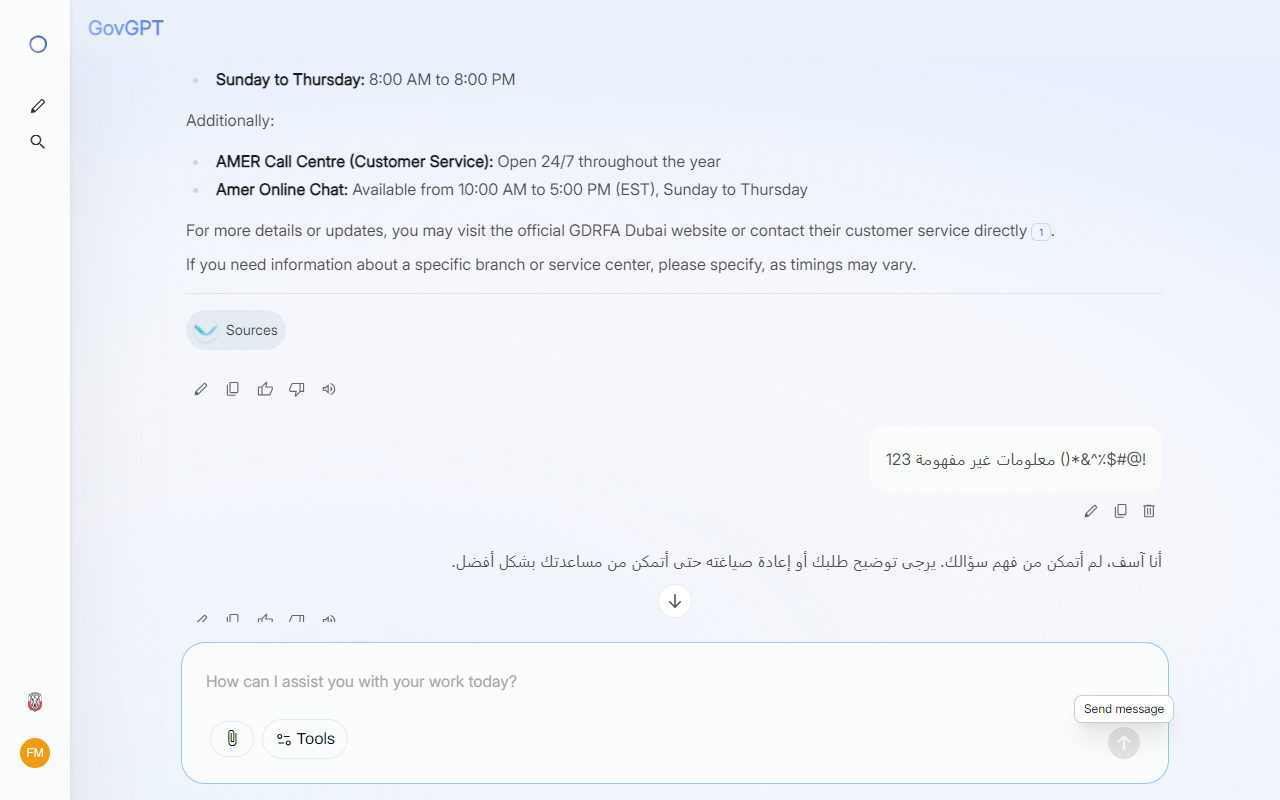 GovGPT
Sunday to Thursday: 8:00 AM to 8:00 PM
Additionally:
AMER Call Centre (Customer Service): Open 24/7 throughout the year
Amer Online Chat: Available from 10:00 AM to 5:00 PM (EST), Sunday to Thursday
For more details or updates, you may visit the official GDRFA Dubai website or contact their customer service directly 1.
If you need information about a specific branch or service center, please specify, as timings may vary.
Sources
!@#$٪^&*() معلومات غير مفهومة 123
أنا آسف، لم أتمكن من فهم سؤالك. يرجى توضيح طلبك أو إعادة صياغته حتى أتمكن من مساعدتك بشكل أفضل.
How can I assist you with your work today?
Send message
Tools
FM